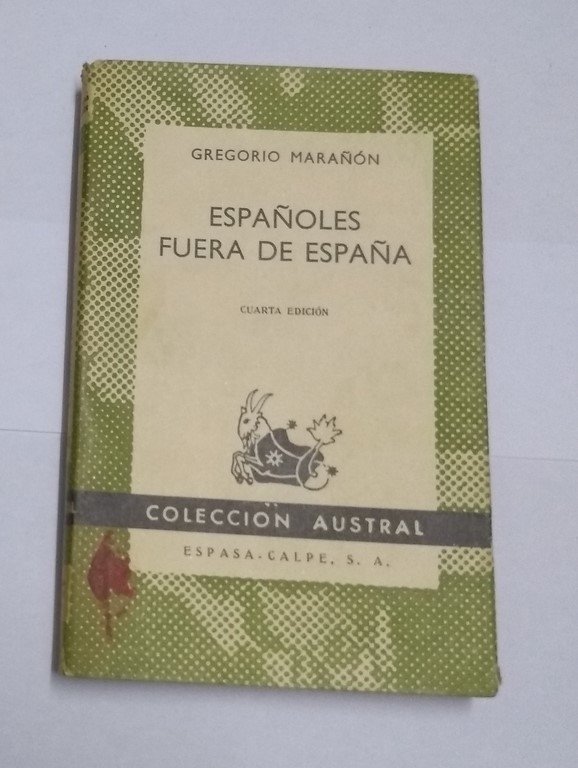 GREGORIO MARAÑÓN
ESPAÑOLES
FUERA DE ESPAÑA
CUARTA EDICIÓN
COLECCIÓN AUSTRAL
ESPASA-CALPE, S. A.